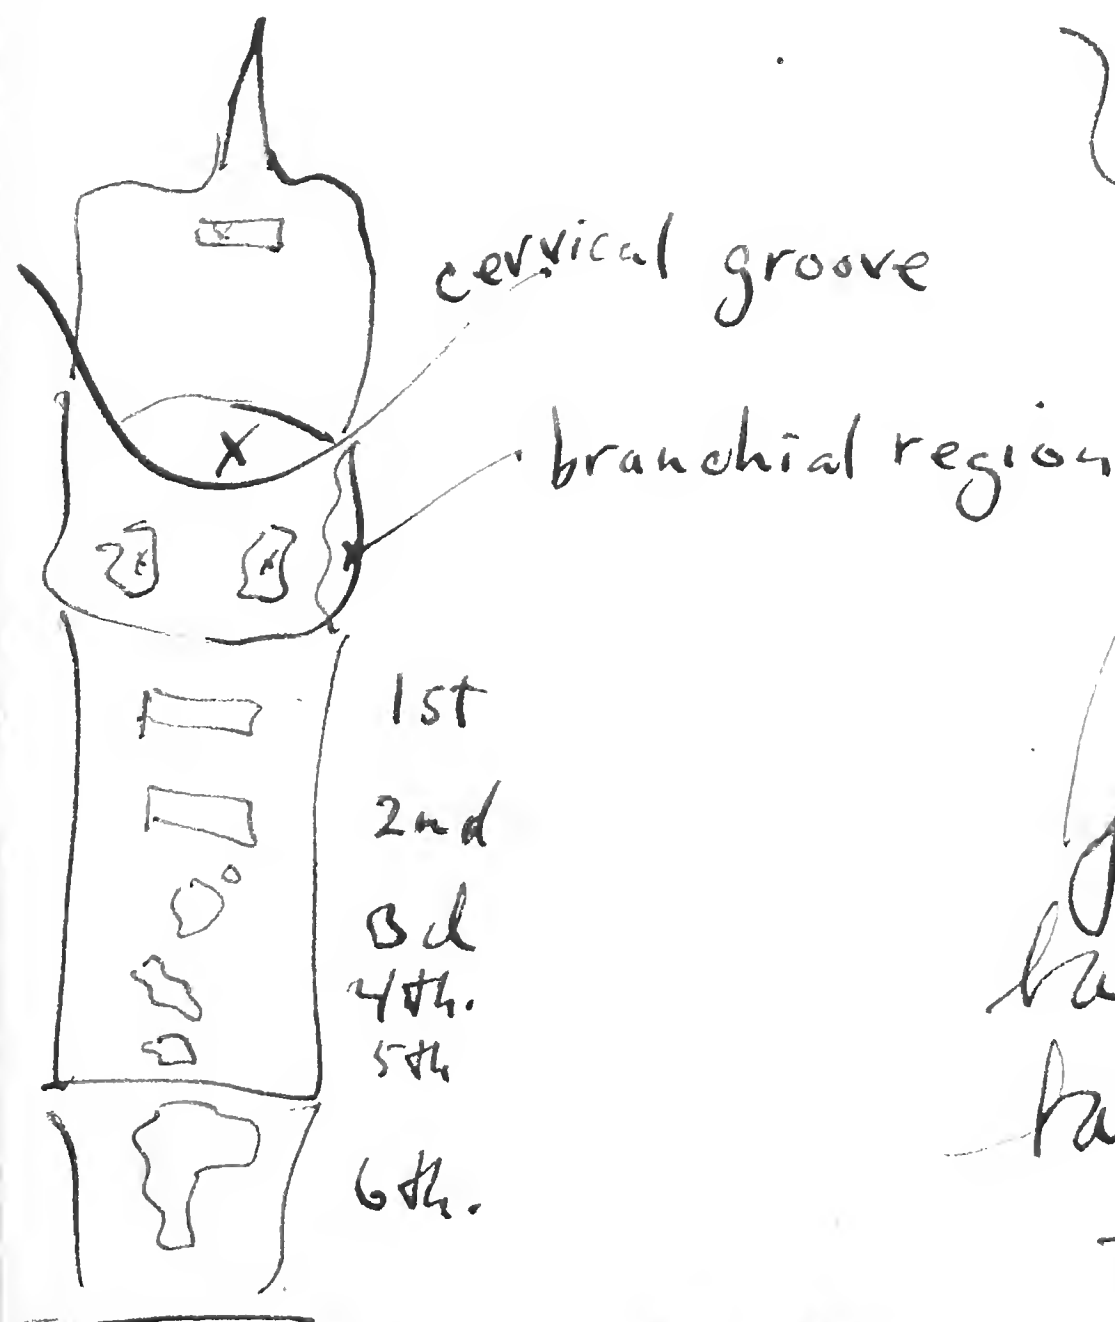 cervical groove
branchial region
1st
2nd
3d
4th.
5th
6th.